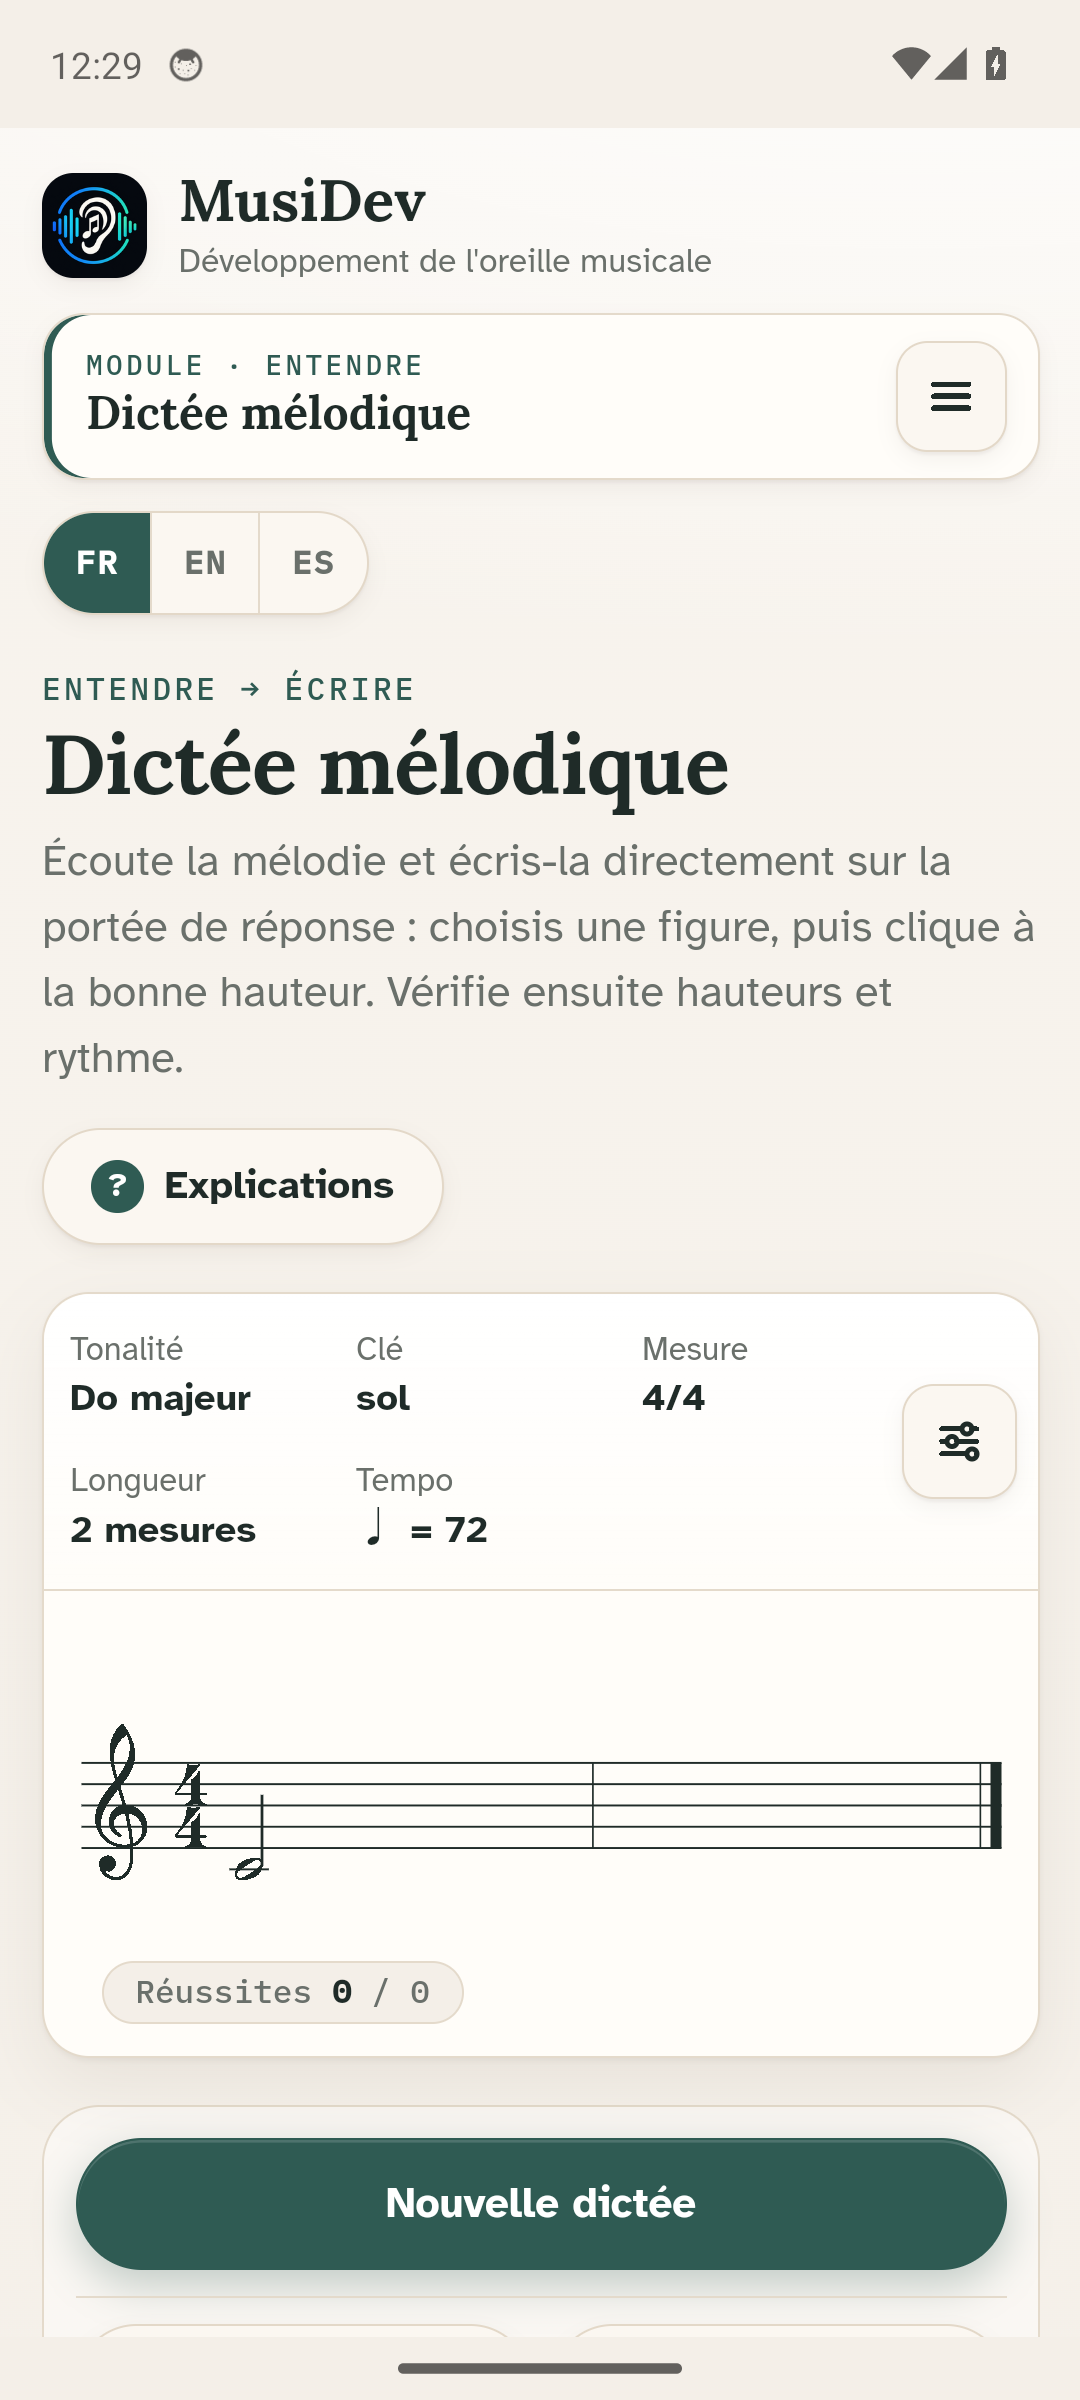 12:29
MusiDev
Développement de l'oreille musicale
MODULE · ENTENDRE
Dictée mélodique
FR EN ES
ENTENDRE → ÉCRIRE
Dictée mélodique
Écoute la mélodie et écris-la directement sur la
portée de réponse : choisis une figure, puis clique à
la bonne hauteur. Vérifie ensuite hauteurs et
rythme.
? Explications
Tonalité Clé Mesure
Do majeur sol 4/4
Longueur Tempo
2 mesures ♩ = 72
4
4
Réussites 0 / 0
Nouvelle dictée